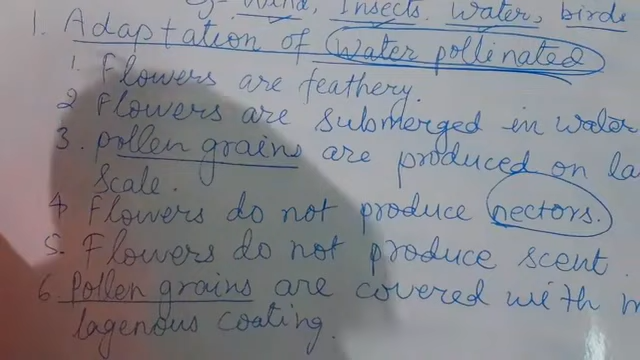 eg- Wind, Insects, Water, birds
1. Adaptation of Water pollinated
1. Flowers are feathery.
2 Flowers are submerged in water
3. pollen grains are produced on la
scale.
4 Flowers do not produce nectors.
5. Flowers do not produce scent.
6. Pollen grains are covered with m
lagenous coating.